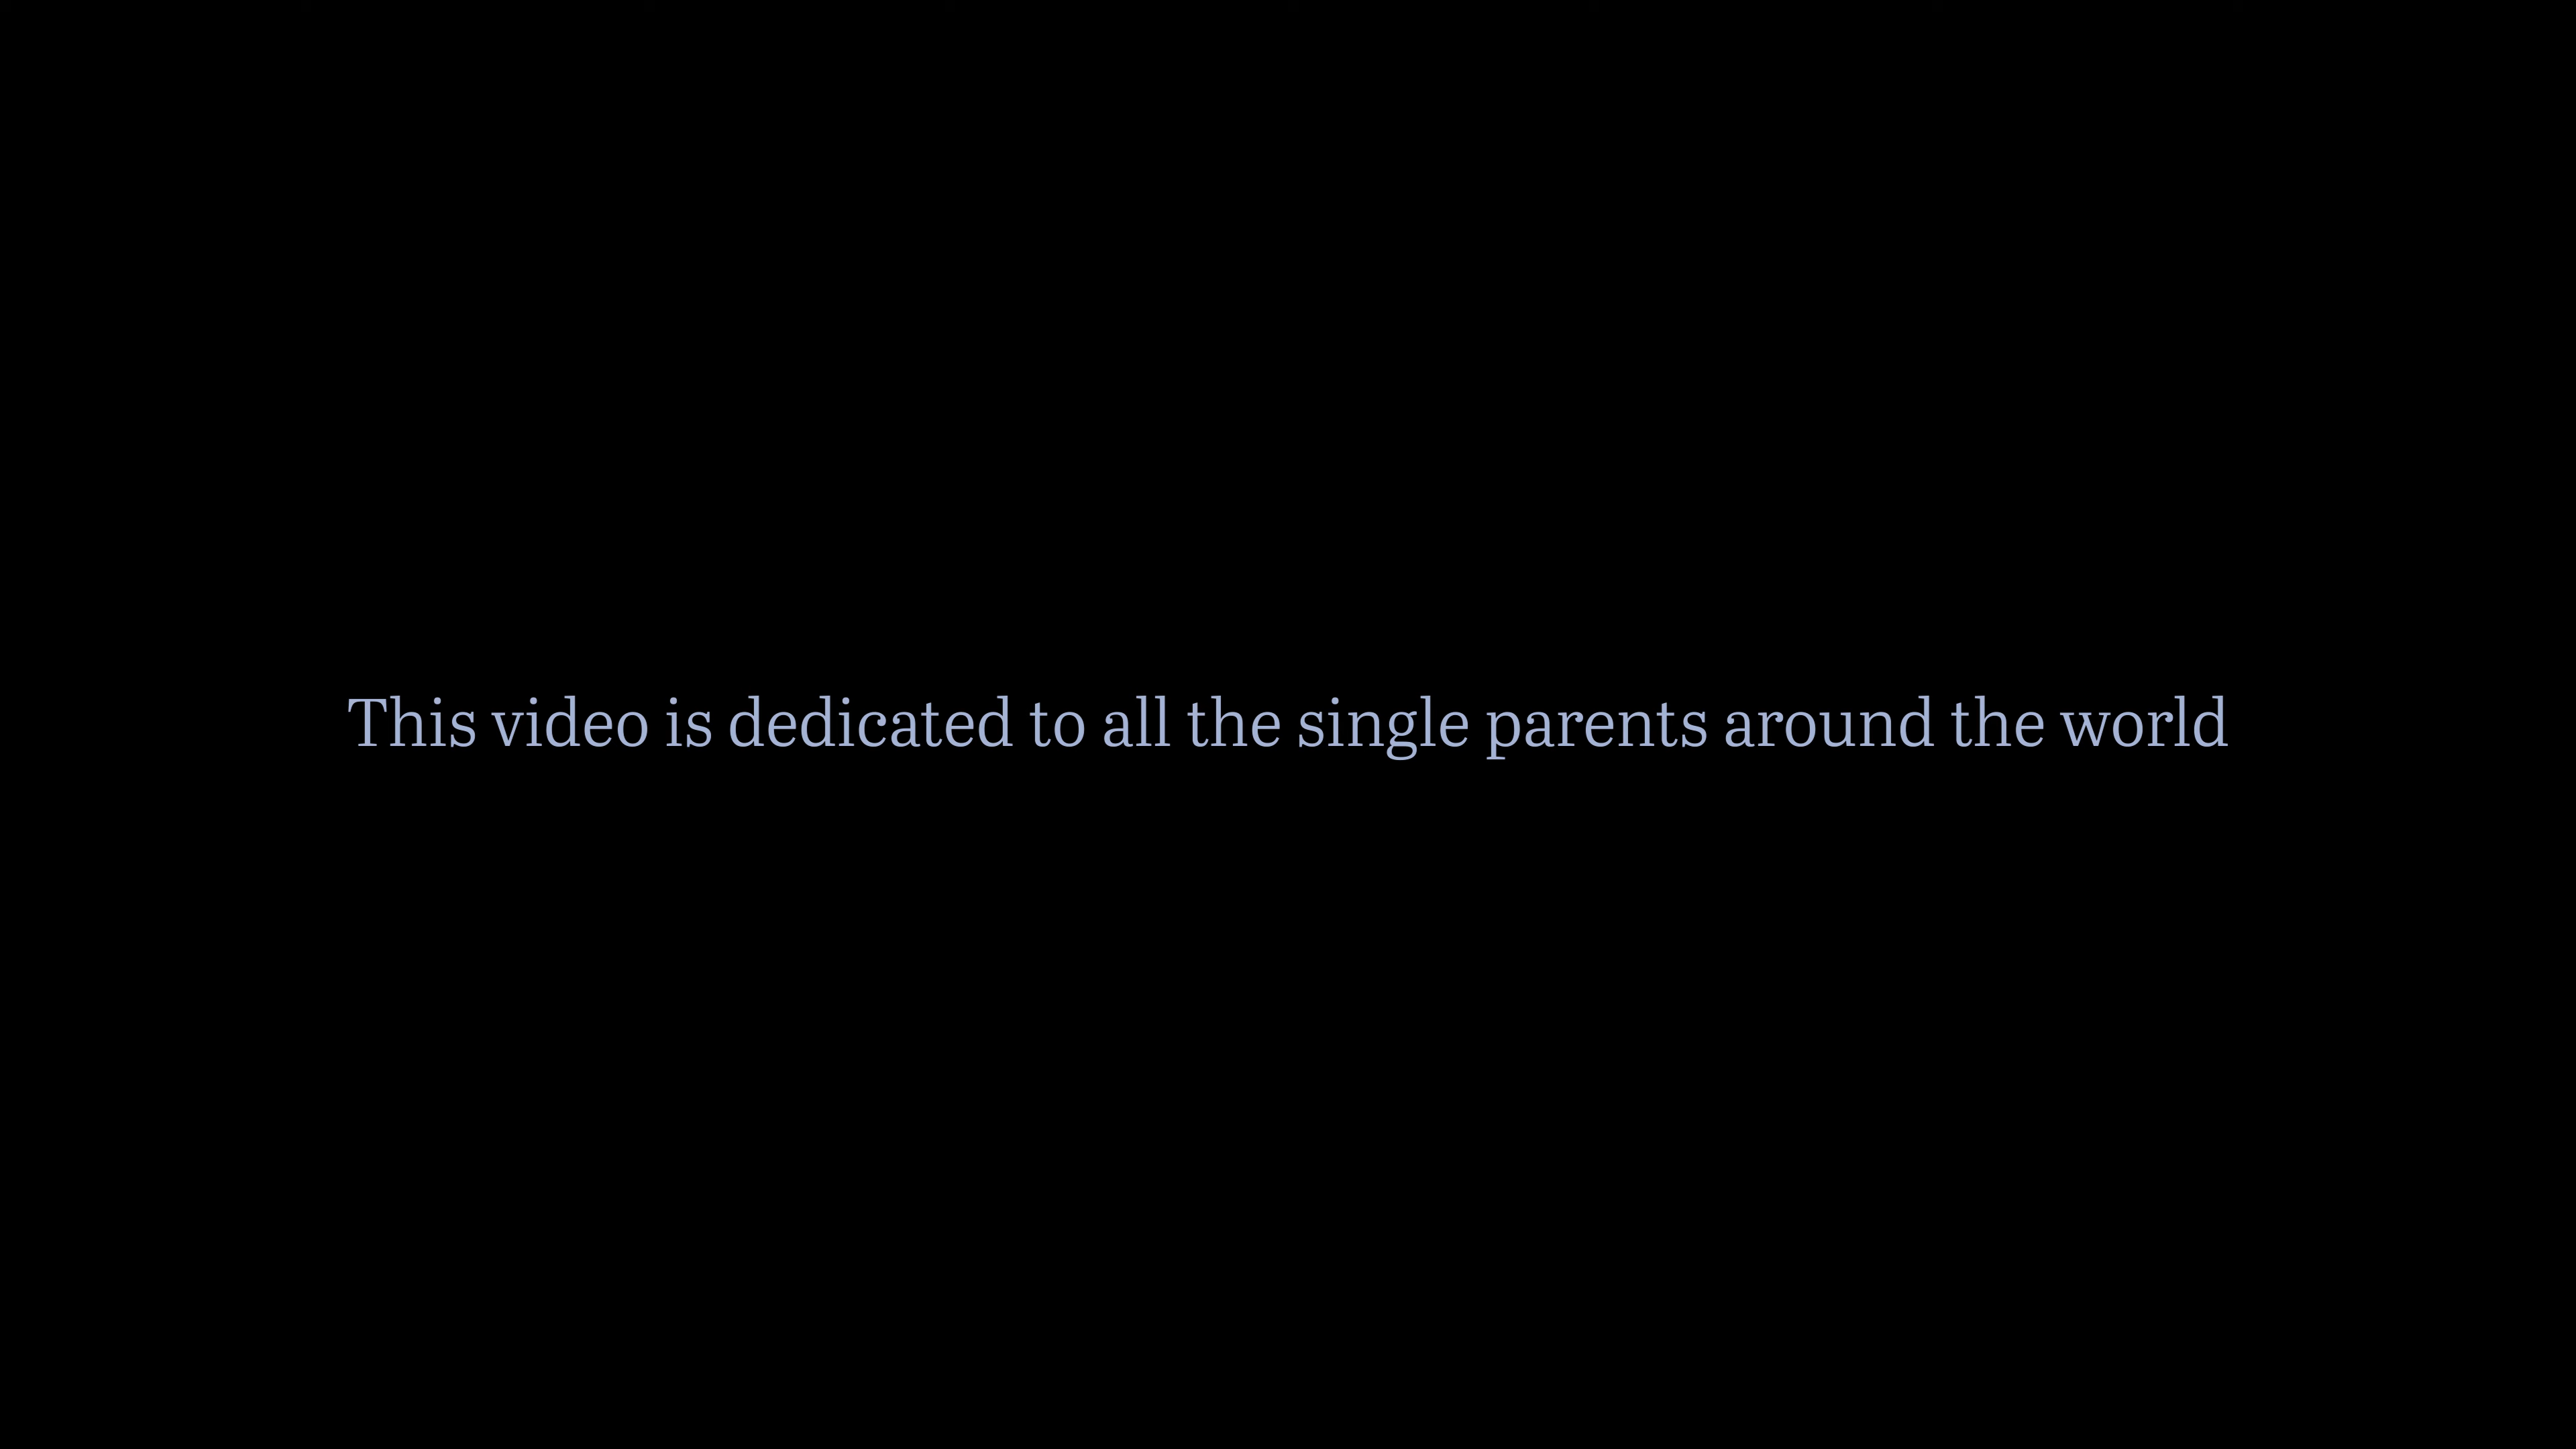 This video is dedicated to all the single parents around the world